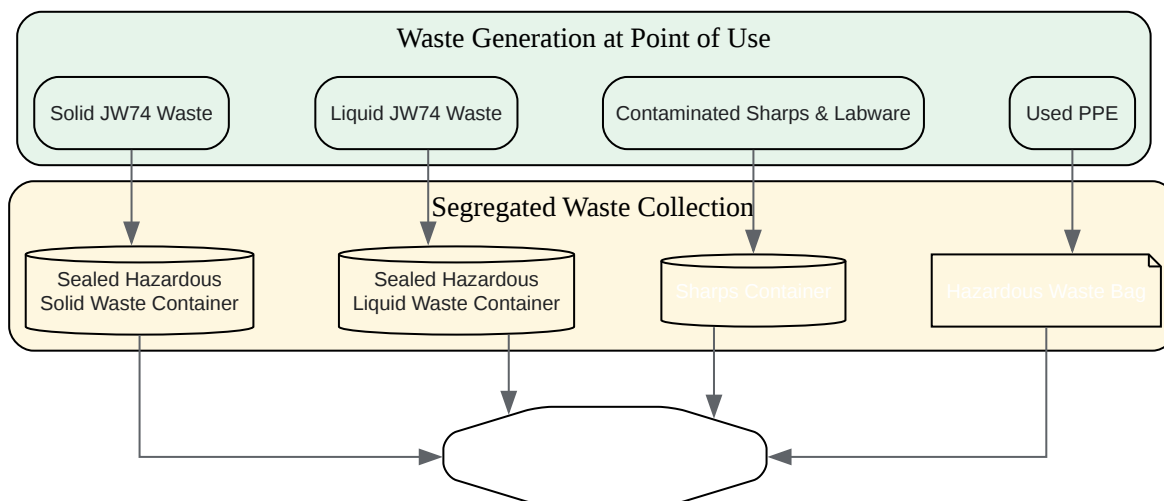 Waste Generation at Point of Use
Solid JW74 Waste
Liquid JW74 Waste
Contaminated Sharps & Labware
Used PPE
Segregated Waste Collection
Sealed Hazardous
Solid Waste Container
Sealed Hazardous
Liquid Waste Container
Sharps Container
Hazardous Waste Bag